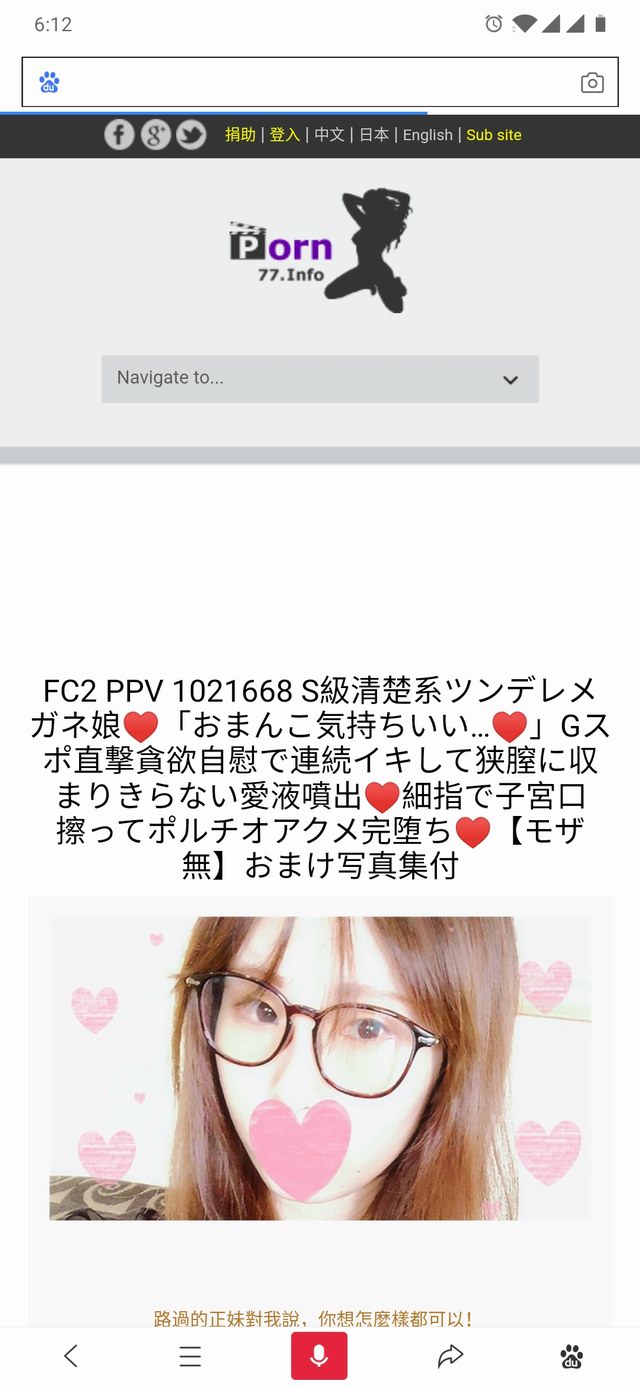 6:12
du
捐助 | 登入 | 中文 | 日本 | English | Sub site
Porn
77.Info
Navigate to...
FC2 PPV 1021668 S級清楚系ツンデレメ
ガネ娘♥「おまんこ気持ちいい…♥」Gス
ポ直撃貪欲自慰で連続イキして狭膣に収
まりきらない愛液噴出♥細指で子宮口
擦ってポルチオアクメ完堕ち♥【モザ
無】おまけ写真集付
路過的正妹對我說，你想怎麼樣都可以！
du